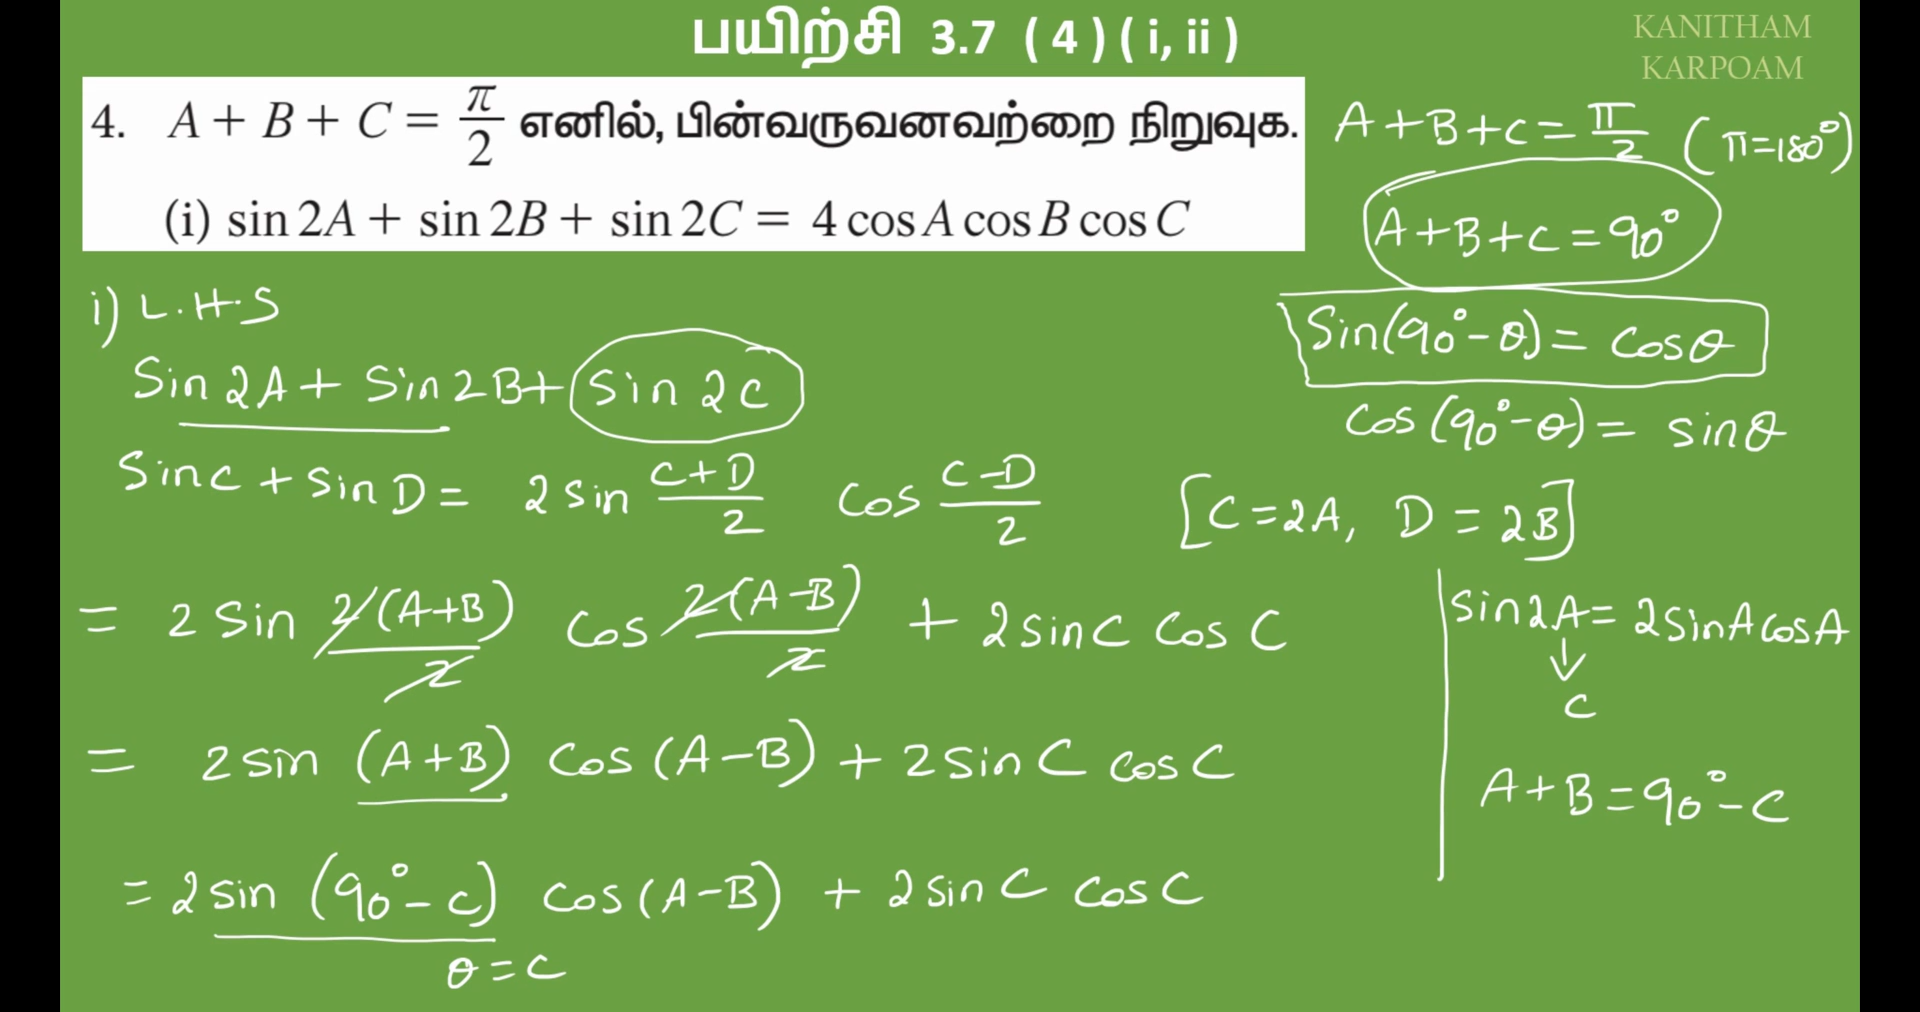 பயிற்சி 3.7 ( 4 ) ( i, ii )
KANITHAM
KARPOAM
4. A + B + C = π/2 எனில், பின்வருவனவற்றை நிறுவுக.
(i) sin 2A + sin 2B + sin 2C = 4 cos A cos B cos C
A+B+C = π/2 (π=180°)
A+B+C = 90°
Sin(90°-θ) = Cosθ
Cos(90°-θ) = sinθ
i) L.H.S
Sin 2A + Sin 2B + Sin 2C
Sin C + Sin D = 2 sin C+D/2 Cos C-D/2 [C=2A, D=2B]
= 2 Sin 2(A+B)/2 Cos 2(A-B)/2 + 2 sin C Cos C
Sin 2A = 2 SinA CosA
↓
C
= 2 sin (A+B) Cos (A-B) + 2 Sin C Cos C
A+B = 90°-C
= 2 sin (90°-C) Cos (A-B) + 2 Sin C Cos C
θ = C